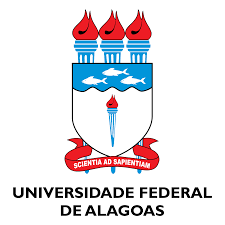 SCIENTIA AD SAPIENTIAM
UNIVERSIDADE FEDERAL
DE ALAGOAS